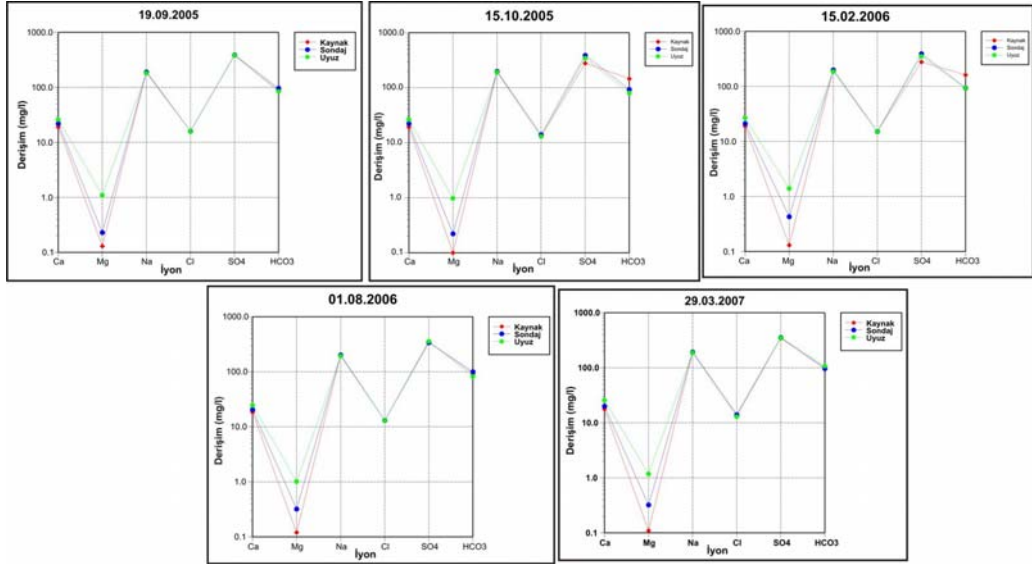 19.09.2005
1000.0
100.0
10.0
1.0
0.1
Derişim (mg/l)
Ca Mg Na Cl SO4 HCO3
İyon
Kaynak
Sondaj
Uyuz
15.10.2005
1000.0
100.0
10.0
1.0
0.1
Derişim (mg/l)
Ca Mg Na Cl SO4 HCO3
İyon
Kaynak
Sondaj
Uyuz
15.02.2006
1000.0
100.0
10.0
1.0
0.1
Derişim (mg/l)
Ca Mg Na Cl SO4 HCO3
İyon
Kaynak
Sondaj
Uyuz
01.08.2006
1000.0
100.0
10.0
1.0
0.1
Derişim (mg/l)
Ca Mg Na Cl SO4 HCO3
İyon
Kaynak
Sondaj
Uyuz
29.03.2007
1000.0
100.0
10.0
1.0
0.1
Derişim (mg/l)
Ca Mg Na Cl SO4 HCO3
İyon
Kaynak
Sondaj
Uyuz